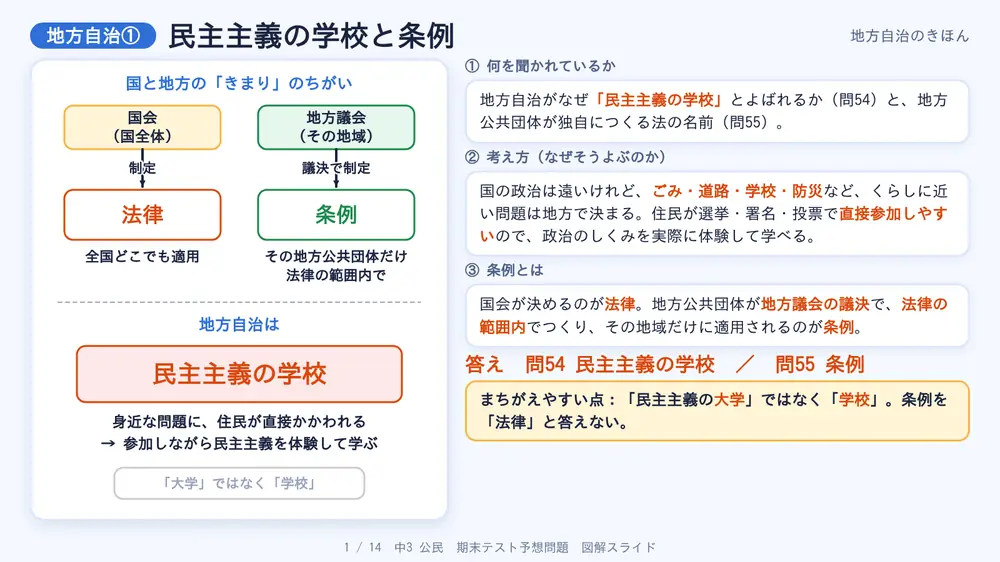 地方自治①
民主主義の学校と条例
地方自治のきほん
国と地方の「きまり」のちがい
国会
（国全体）
地方議会
（その地域）
制定
議決で制定
法律
条例
全国どこでも適用
その地方公共団体だけ
法律の範囲内で
地方自治は
民主主義の学校
身近な問題に、住民が直接かかわれる
→ 参加しながら民主主義を体験して学ぶ
「大学」ではなく「学校」
① 何を聞かれているか
地方自治がなぜ「民主主義の学校」とよばれるか（問54）と、地方
公共団体が独自につくる法の名前（問55）。
② 考え方（なぜそうよぶのか）
国の政治は遠いけれど、ごみ・道路・学校・防災など、くらしに近
い問題は地方で決まる。住民が選挙・署名・投票で直接参加しやす
いので、政治のしくみを実際に体験して学べる。
③ 条例とは
国会が決めるのが法律。地方公共団体が地方議会の議決で、法律の
範囲内でつくり、その地域だけに適用されるのが条例。
答え　問54 民主主義の学校　／　問55 条例
まちがえやすい点：「民主主義の大学」ではなく「学校」。条例を
「法律」と答えない。
1 / 14　中3 公民　期末テスト予想問題　図解スライド